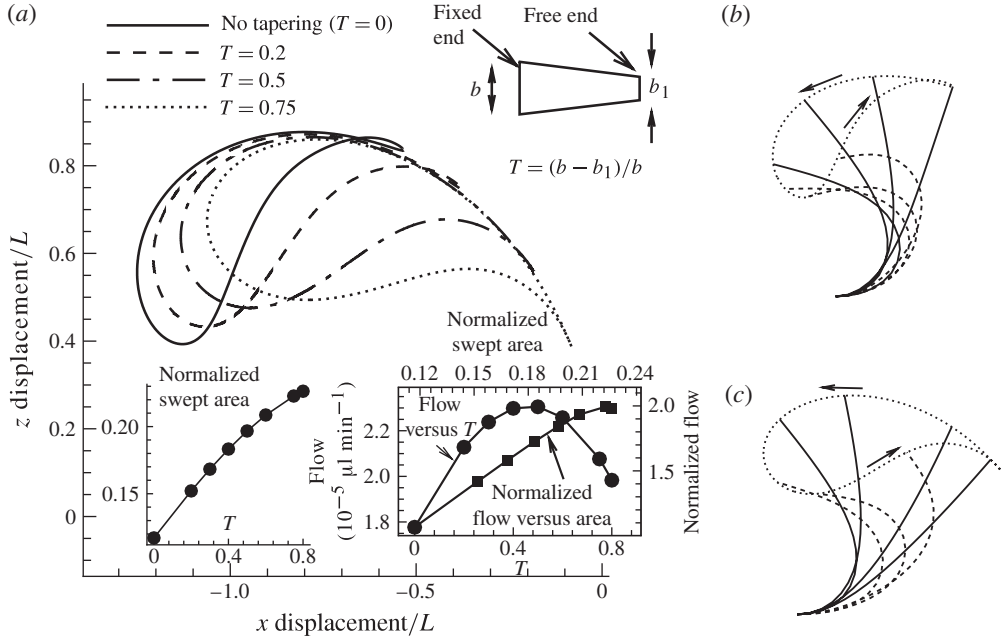 (a)
No tapering (T = 0)
T = 0.2
T = 0.5
T = 0.75
Fixed
end
Free end
b
b1
T = (b − b1)/b
(b)
(c)
z displacement/L
0.8
0.6
0.4
0.2
0
−1.0
−0.5
0
x displacement/L
Normalized
swept area
0.20
0.15
T
0
0.2
0.4
0.6
0.8
Normalized
swept area
0.12
0.15
0.18
0.21
0.24
Flow
(10−5 μl min−1)
2.2
2.0
1.8
Flow
versus T
Normalized
flow versus area
2.0
1.5
Normalized flow
0
0.4
0.8
T